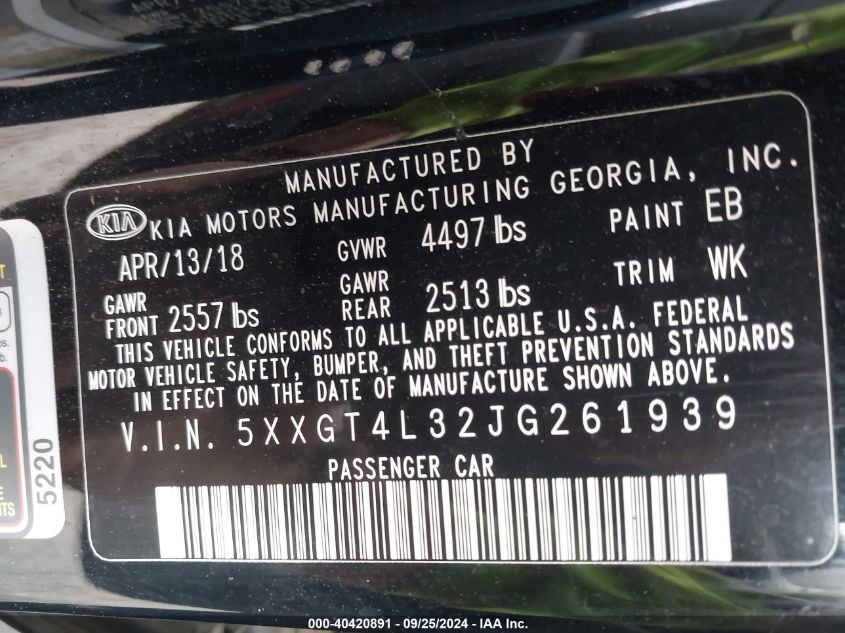 MANUFACTURED BY
KIA KIA MOTORS MANUFACTURING GEORGIA, INC.
APR/13/18 GVWR 4497 lbs PAINT EB
GAWR FRONT 2557 lbs GAWR REAR 2513 lbs TRIM WK
THIS VEHICLE CONFORMS TO ALL APPLICABLE U.S.A. FEDERAL
MOTOR VEHICLE SAFETY, BUMPER, AND THEFT PREVENTION STANDARDS
IN EFFECT ON THE DATE OF MANUFACTURE SHOWN ABOVE.
V.I.N. 5XXGT4L32JG261939
PASSENGER CAR
5220
000-40420891 - 09/25/2024 - IAA Inc.